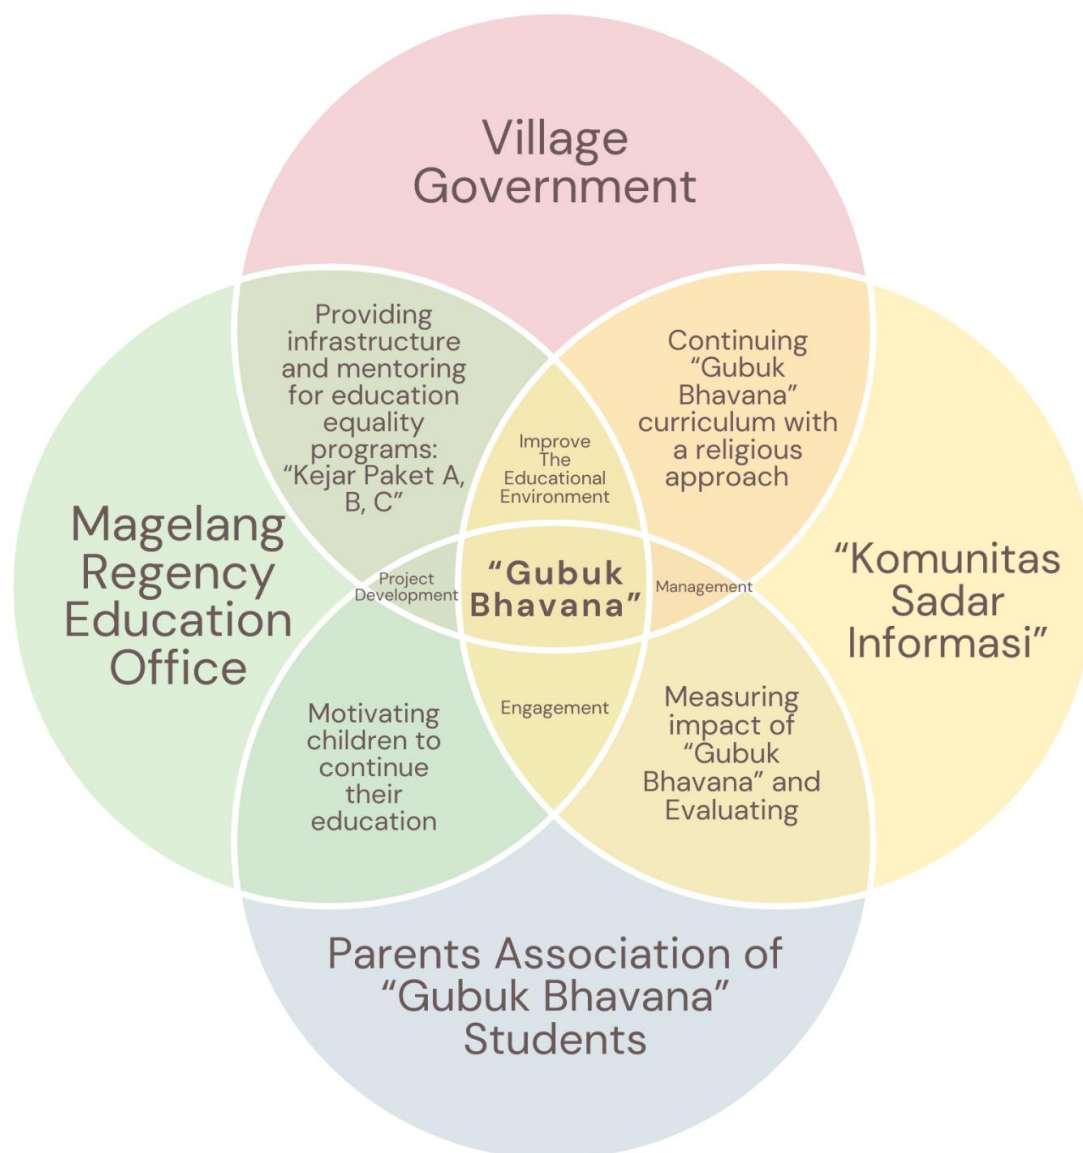 Village
Government
Providing
infrastructure
and mentoring
for education
equality
programs:
“Kejar Paket A,
B, C”
Continuing
“Gubuk
Bhavana”
curriculum with
a religious
approach
Improve
The
Educational
Environment
Magelang
Regency
Education
Office
Project
Development
“Gubuk
Bhavana”
Management
“Komunitas
Sadar
Informasi”
Motivating
children to
continue
their
education
Engagement
Measuring
impact of
“Gubuk
Bhavana” and
Evaluating
Parents Association of
“Gubuk Bhavana”
Students